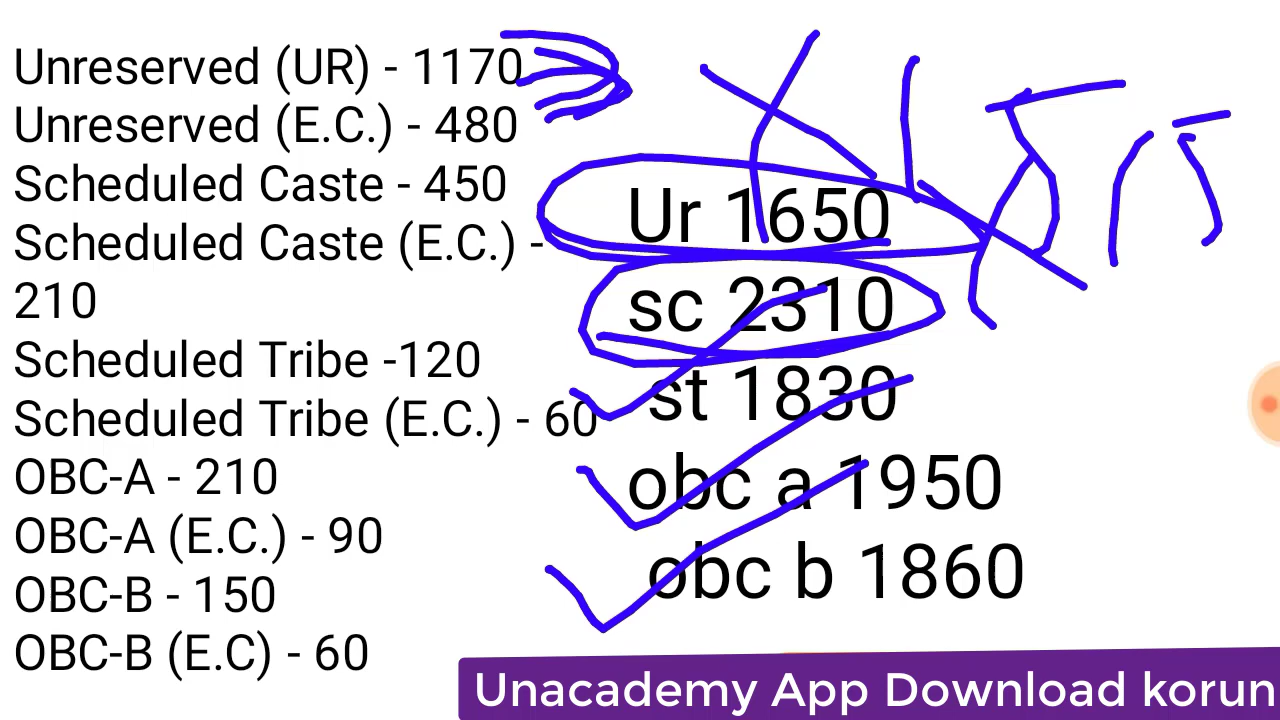 Unreserved (UR) - 1170
Unreserved (E.C.) - 480
Scheduled Caste - 450
Scheduled Caste (E.C.) -
210
Scheduled Tribe -120
Scheduled Tribe (E.C.) - 60
OBC-A - 210
OBC-A (E.C.) - 90
OBC-B - 150
OBC-B (E.C) - 60
Ur 1650
sc 2310
st 1830
obc a 1950
obc b 1860
Unacademy App Download korun